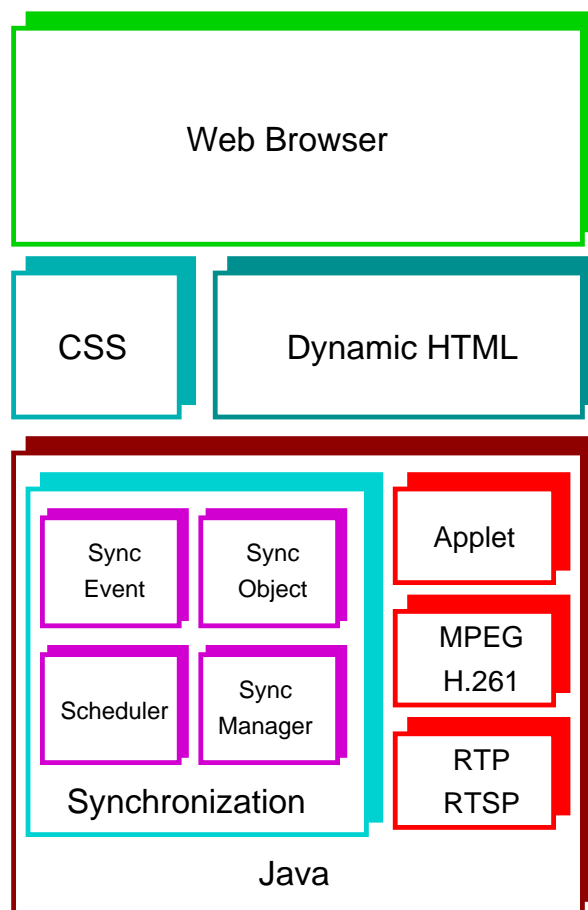 Web Browser
CSS
Dynamic HTML
Sync
Event
Sync
Object
Applet
MPEG
H.261
Scheduler
Sync
Manager
RTP
RTSP
Synchronization
Java